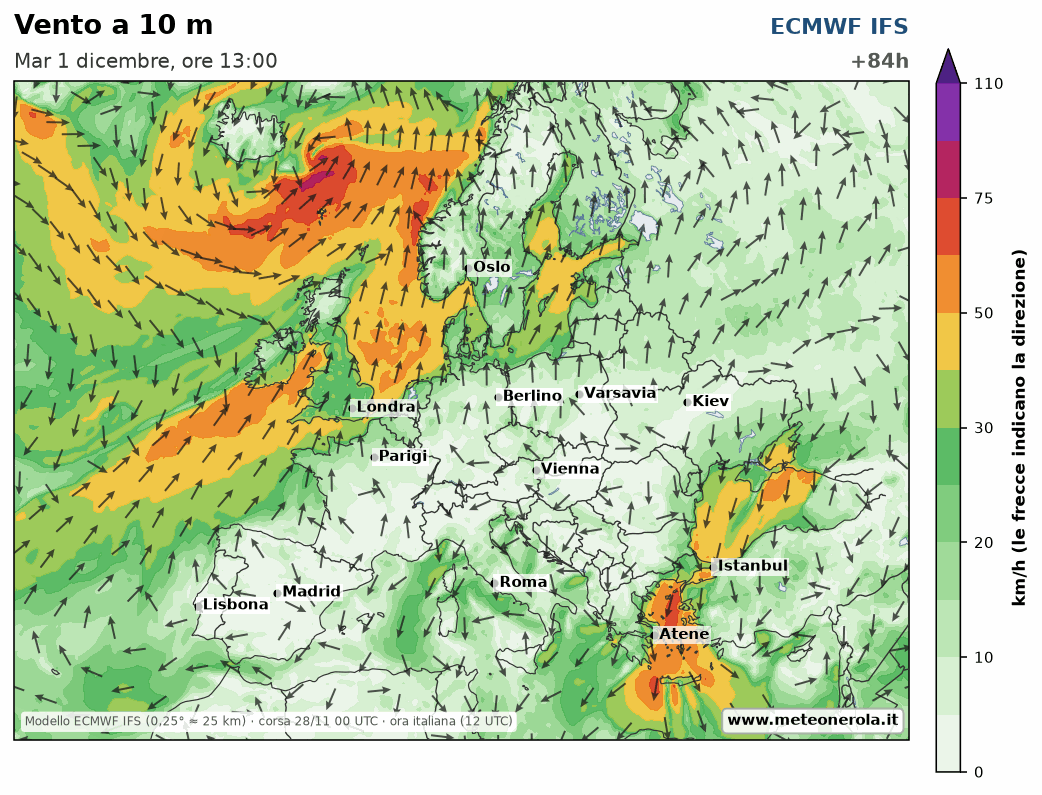 Vento a 10 m
ECMWF IFS
Mar 1 dicembre, ore 13:00
+84h
110
75
50
30
20
10
0
km/h (le frecce indicano la direzione)
Oslo
Londra
Berlino
Varsavia
Kiev
Parigi
Vienna
Istanbul
Roma
Madrid
Lisbona
Atene
Modello ECMWF IFS (0,25° ≈ 25 km) · corsa 28/11 00 UTC · ora italiana (12 UTC)
www.meteonerola.it